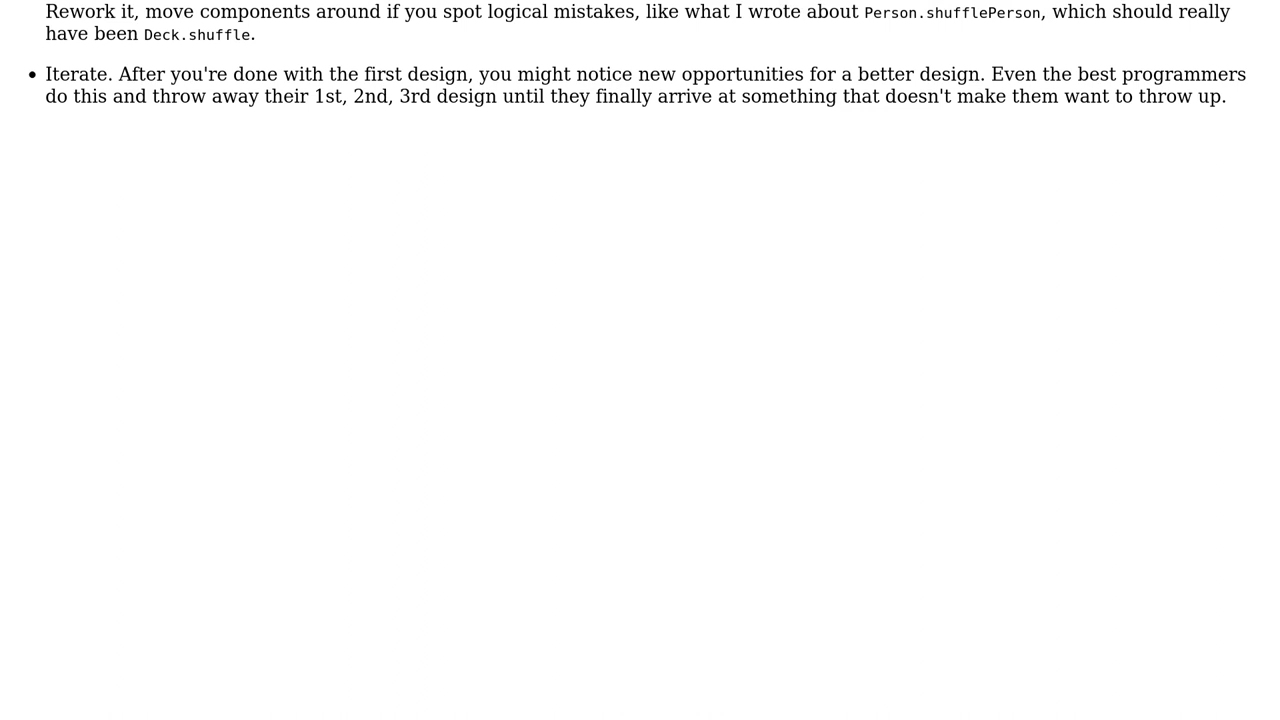 Rework it, move components around if you spot logical mistakes, like what I wrote about Person.shufflePerson, which should really
have been Deck.shuffle.
• Iterate. After you're done with the first design, you might notice new opportunities for a better design. Even the best programmers
do this and throw away their 1st, 2nd, 3rd design until they finally arrive at something that doesn't make them want to throw up.